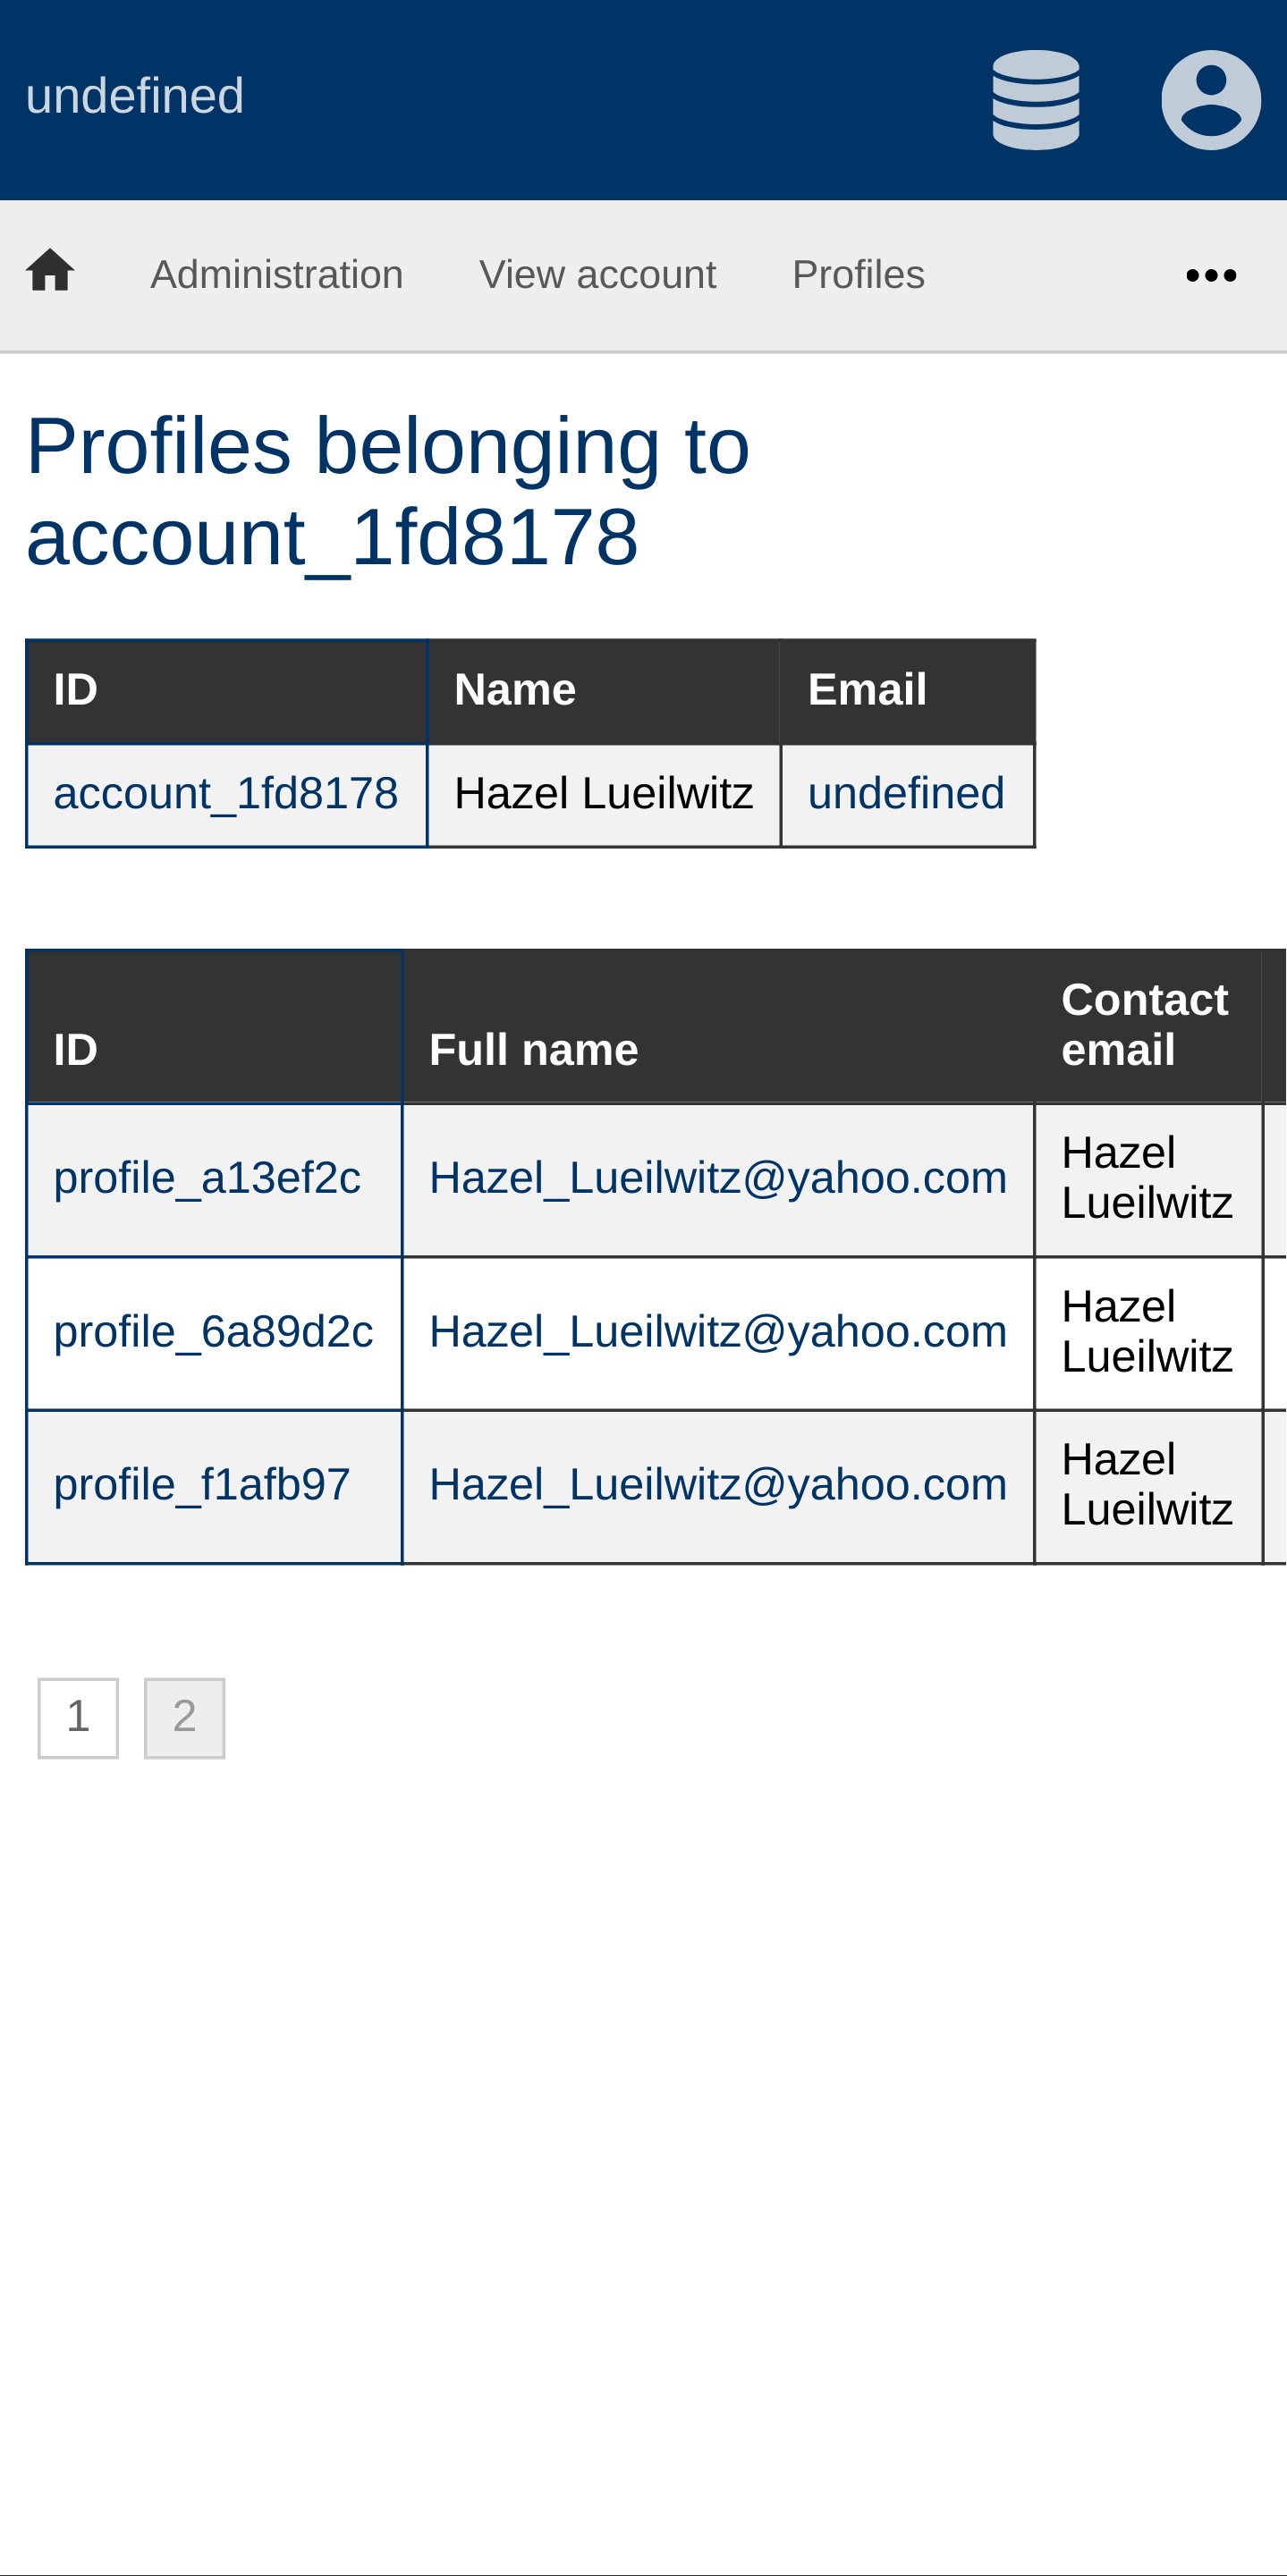 undefined
Administration View account Profiles •••
Profiles belonging to
account_1fd8178
ID Name Email
account_1fd8178 Hazel Lueilwitz undefined
ID Full name Contact email
profile_a13ef2c Hazel_Lueilwitz@yahoo.com Hazel Lueilwitz
profile_6a89d2c Hazel_Lueilwitz@yahoo.com Hazel Lueilwitz
profile_f1afb97 Hazel_Lueilwitz@yahoo.com Hazel Lueilwitz
1 2